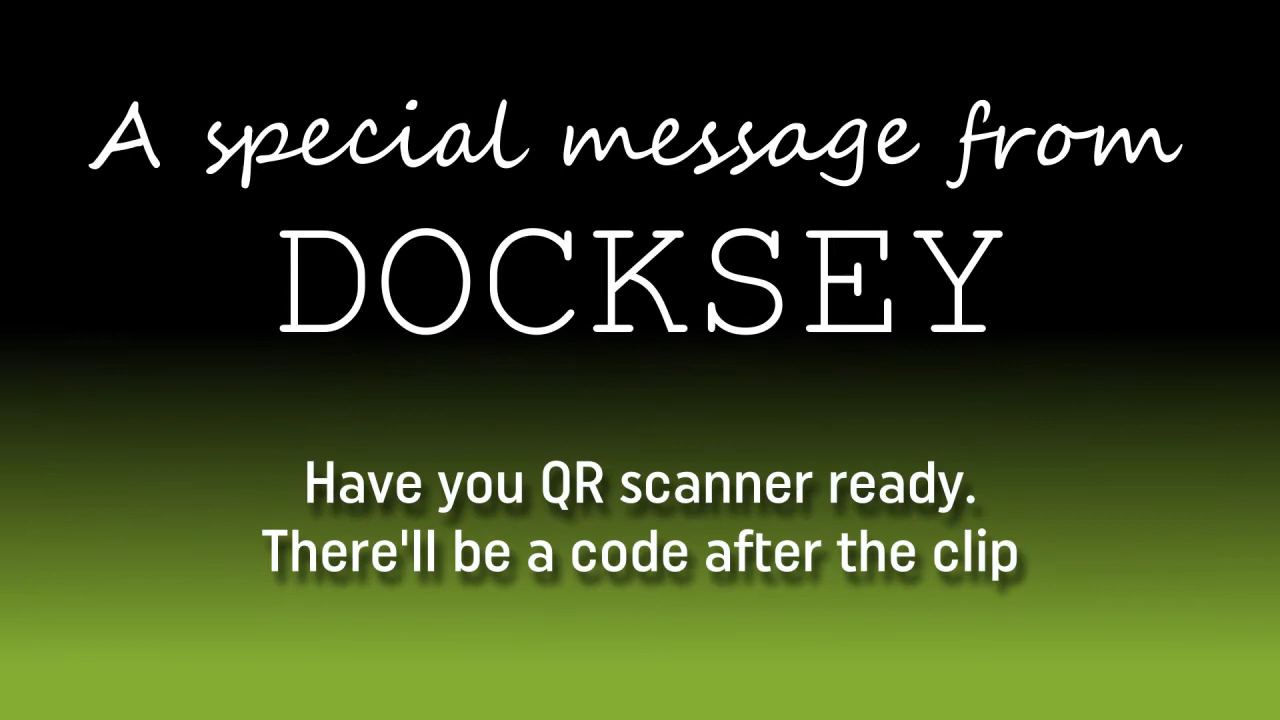 A special message from
DOCKSEY
Have you QR scanner ready.
There'll be a code after the clip